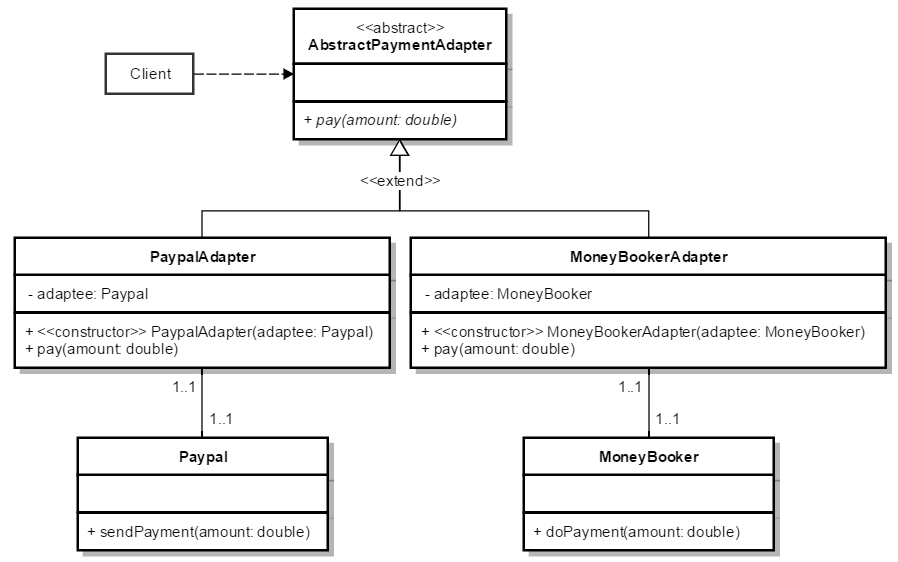 <<abstract>>
AbstractPaymentAdapter
Client
+ pay(amount: double)
<<extend>>
PaypalAdapter
- adaptee: Paypal
+ <<constructor>> PaypalAdapter(adaptee: Paypal)
+ pay(amount: double)
MoneyBookerAdapter
- adaptee: MoneyBooker
+ <<constructor>> MoneyBookerAdapter(adaptee: MoneyBooker)
+ pay(amount: double)
1..1
1..1
1..1
1..1
Paypal
+ sendPayment(amount: double)
MoneyBooker
+ doPayment(amount: double)